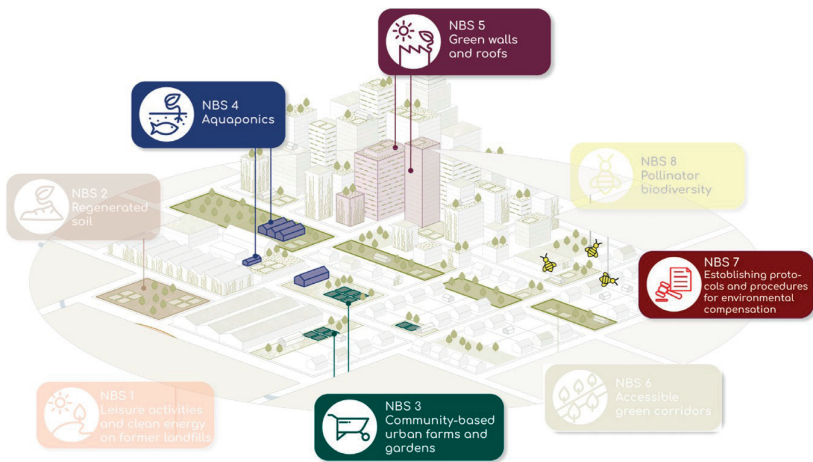 NBS 5
Green walls
and roofs
NBS 4
Aquaponics
NBS 8
Pollinator
biodiversity
NBS 2
Regenerated
soil
NBS 7
Establishing proto-
cols and procedures
for environmental
compensation
NBS 1
Leisure activities
and clean energy
on former landfills
NBS 3
Community-based
urban farms and
gardens
NBS 6
Accessible
green corridors